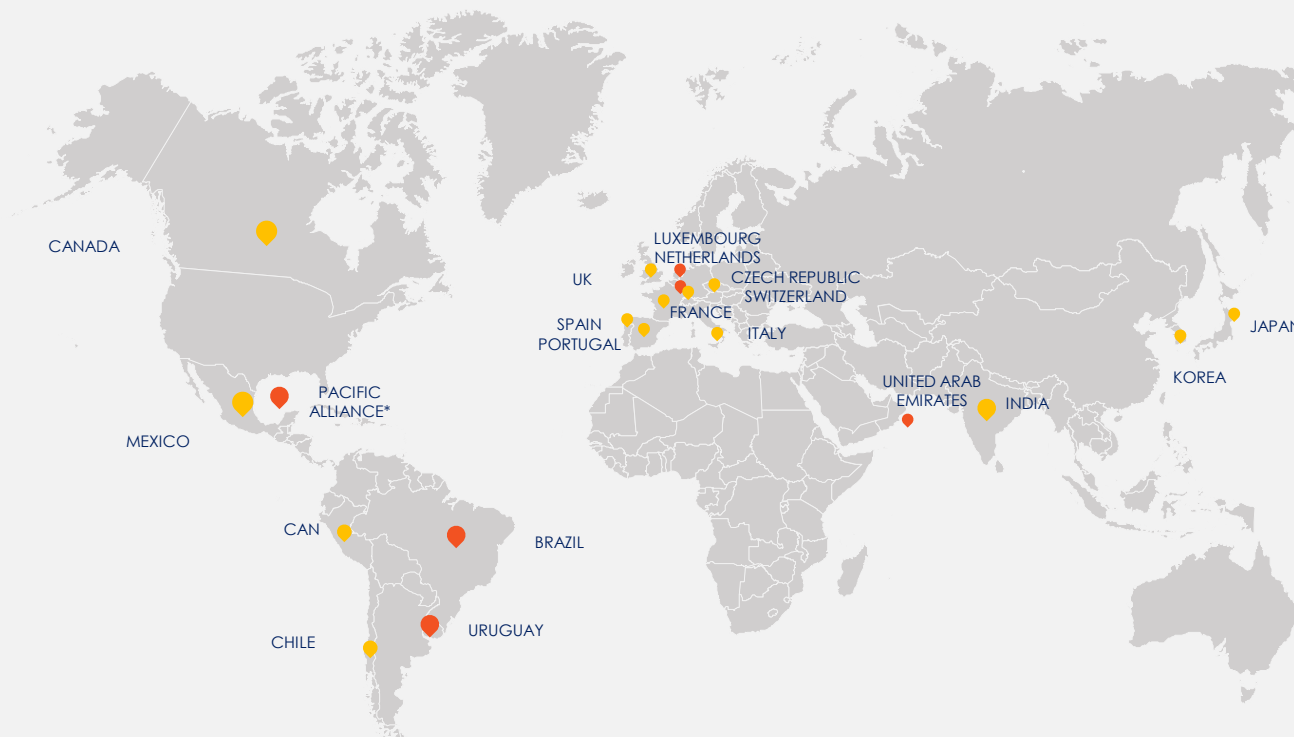 LUXEMBOURG
NETHERLANDS
CANADA
UK
CZECH REPUBLIC
SWITZERLAND
FRANCE
SPAIN
PORTUGAL
ITALY
JAPAN
KOREA
UNITED ARAB
EMIRATES
INDIA
PACIFIC
ALLIANCE*
MEXICO
CAN
BRAZIL
URUGUAY
CHILE